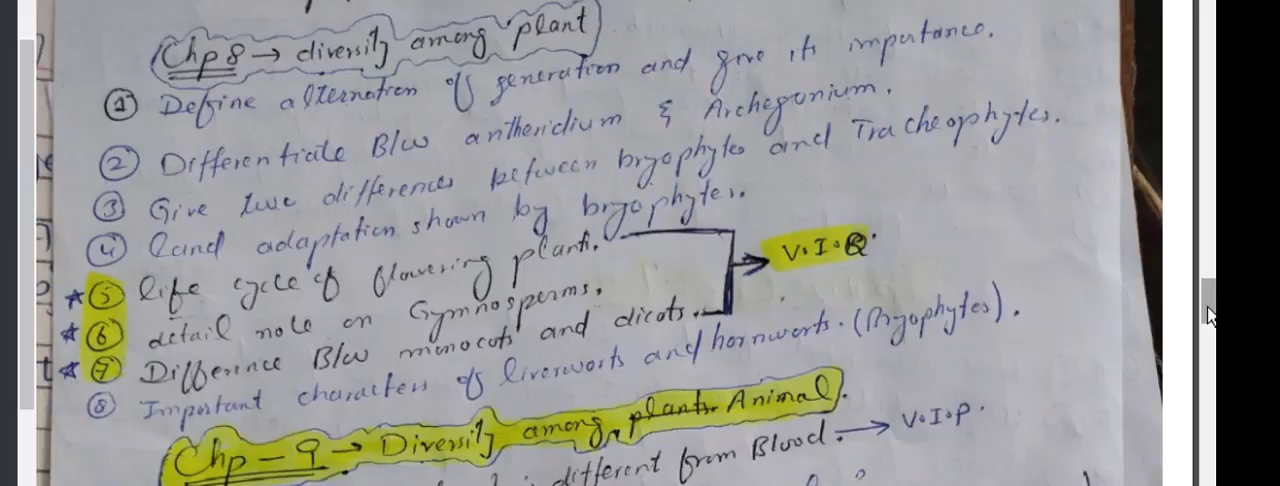 Chp 8 → diversity among plant
① Define alternation of generation and give its importance.
② Differentiate B/w antheridium & Archegonium.
③ Give two differences between bryophytes and Tracheophytes.
④ land adaptation shown by bryophytes.
⑤ life cycle of flowering plant. V.I.Q.
⑥ detail note on Gymnosperms.
⑦ Difference B/w monocots and dicots.
⑧ Important characters of liverworts and hornworts. (Bryophytes).
Chp-9 → Diversity among Animal.
is different from Blood. → V.I.P.